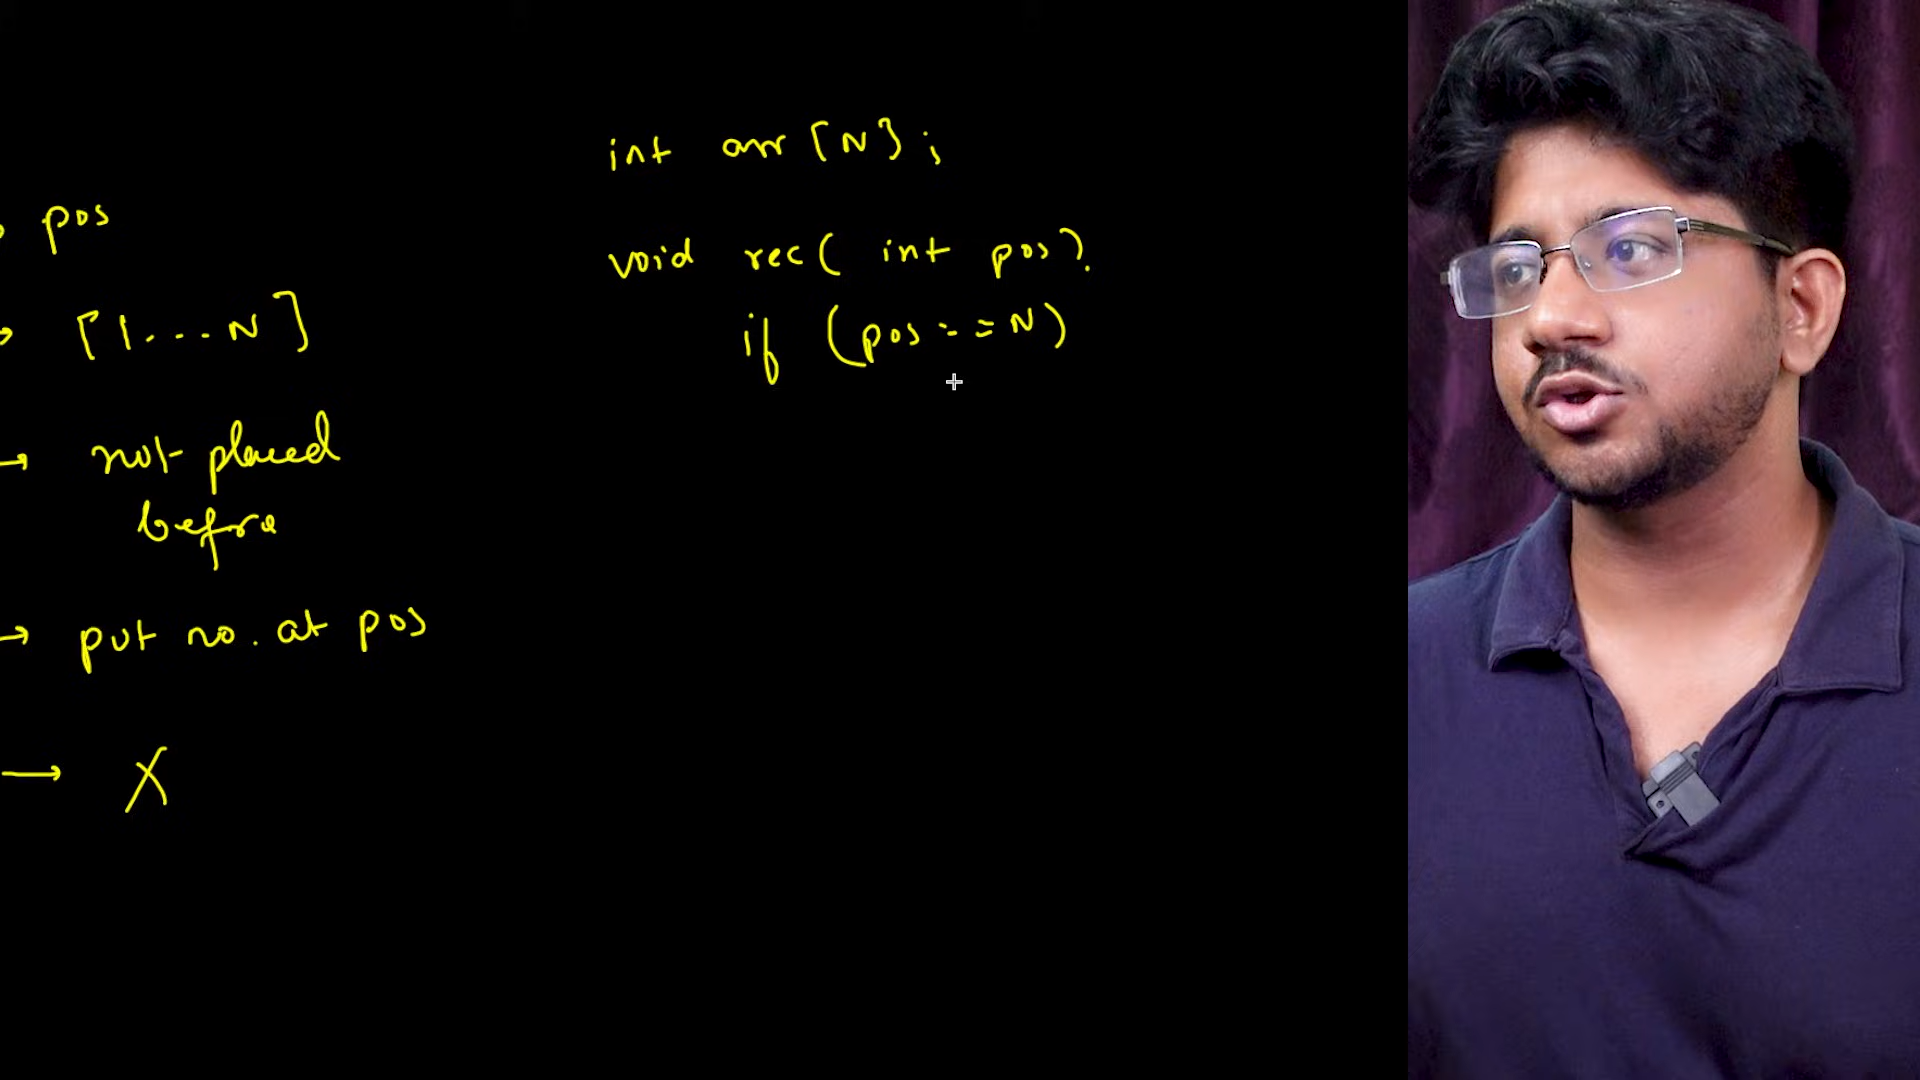 pos
[1...N]
→ not placed
before
→ put no. at pos
→ X
int arr [N];
void rec( int pos)
if (pos==N)